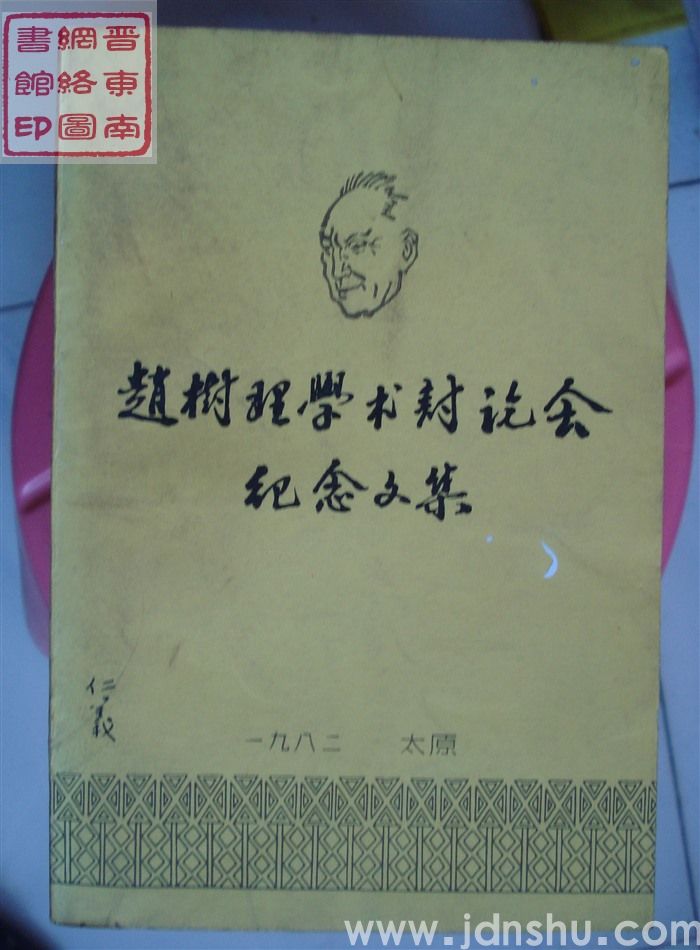 晋東南
網絡圖
書館印
趙樹理學术討論会
紀念文集
仁義
一九八二 太原
www.jdnshu.com